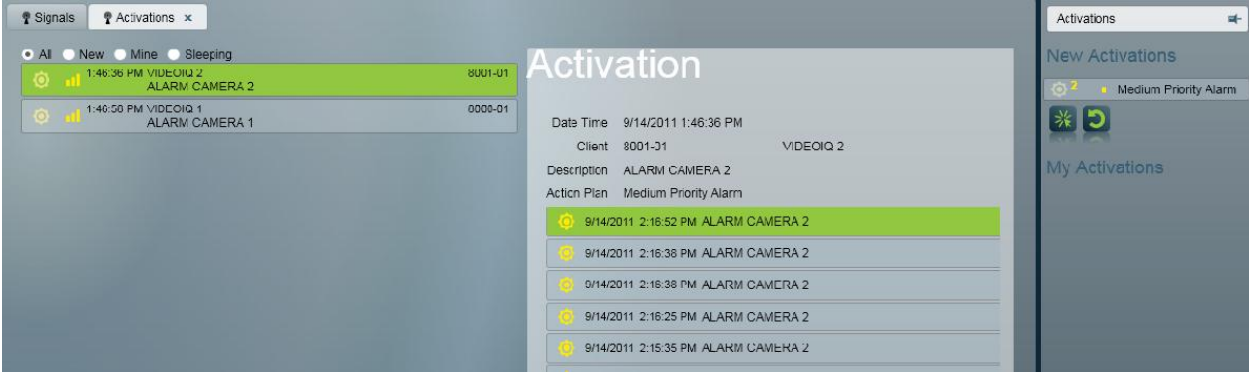 Signals
Activations x
All New Mine Sleeping
1:46:36 PM VIDEOIQ 2 8001-01
ALARM CAMERA 2
1:46:50 PM VIDEOIQ 1
ALARM CAMERA 1
Activation
Date Time 9/14/2011 1:46:36 PM
Client 8001-01 VIDEOIQ 2
Description ALARM CAMERA 2
Action Plan Medium Priority Alarm
9/14/2011 2:16:52 PM ALARM CAMERA 2
9/14/2011 2:16:38 PM ALARM CAMERA 2
9/14/2011 2:16:38 PM ALARM CAMERA 2
9/14/2011 2:16:25 PM ALARM CAMERA 2
9/14/2011 2:15:35 PM ALARM CAMERA 2
Activations
New Activations
2 Medium Priority Alarm
My Activations